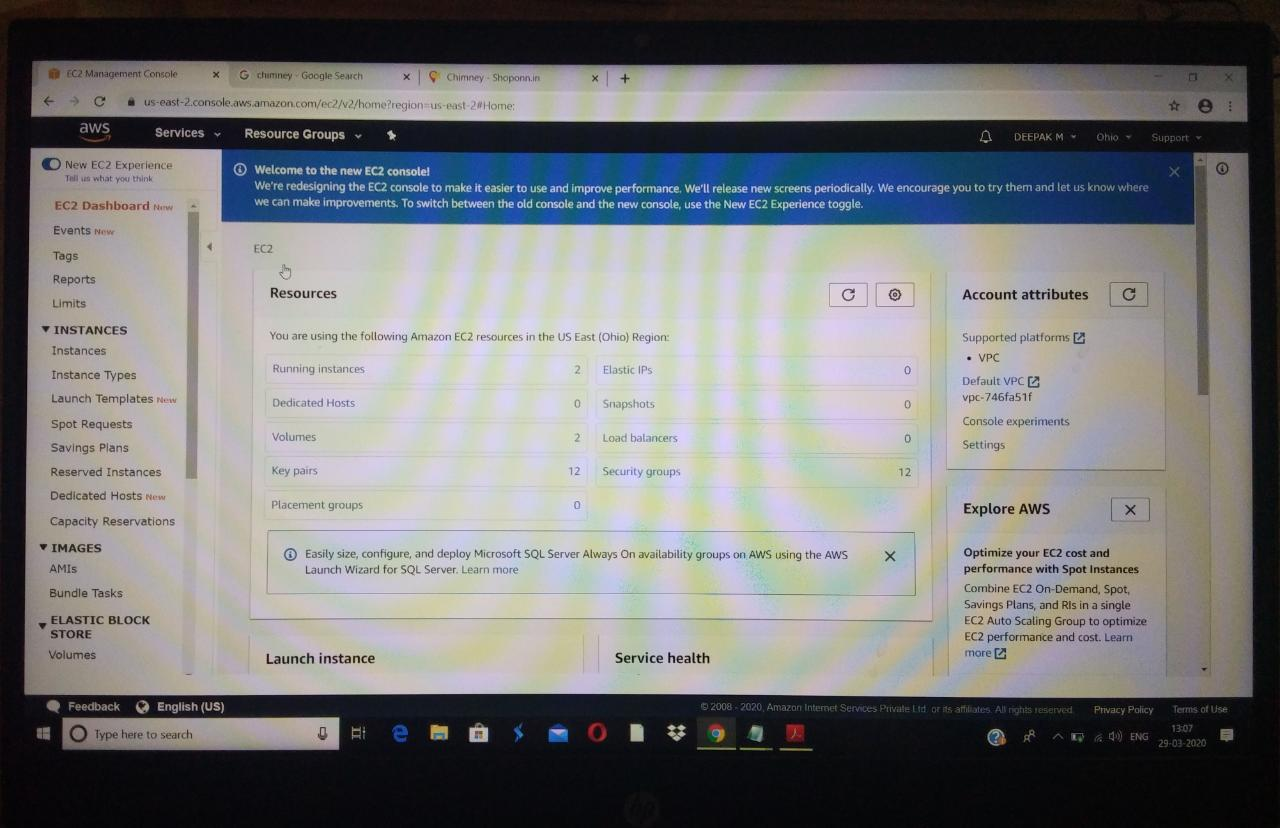 EC2 Management Console
chimney - Google Search
Chimney - Shoponn.in
us-east-2.console.aws.amazon.com/ec2/v2/home?region=us-east-2#Home:
aws
Services
Resource Groups
DEEPAK M
Ohio
Support
New EC2 Experience
Tell us what you think
EC2 Dashboard New
Events New
Tags
Reports
Limits
INSTANCES
Instances
Instance Types
Launch Templates New
Spot Requests
Savings Plans
Reserved Instances
Dedicated Hosts New
Capacity Reservations
IMAGES
AMIs
Bundle Tasks
ELASTIC BLOCK
STORE
Volumes
Welcome to the new EC2 console!
We're redesigning the EC2 console to make it easier to use and improve performance. We'll release new screens periodically. We encourage you to try them and let us know where
we can make improvements. To switch between the old console and the new console, use the New EC2 Experience toggle.
EC2
Resources
You are using the following Amazon EC2 resources in the US East (Ohio) Region:
Running instances 2
Elastic IPs 0
Dedicated Hosts 0
Snapshots 0
Volumes 2
Load balancers 0
Key pairs 12
Security groups 12
Placement groups 0
Easily size, configure, and deploy Microsoft SQL Server Always On availability groups on AWS using the AWS
Launch Wizard for SQL Server. Learn more
Launch instance
Service health
Account attributes
Supported platforms
• VPC
Default VPC
vpc-746fa51f
Console experiments
Settings
Explore AWS
Optimize your EC2 cost and
performance with Spot Instances
Combine EC2 On-Demand, Spot,
Savings Plans, and RIs in a single
EC2 Auto Scaling Group to optimize
EC2 performance and cost. Learn
more
Feedback
English (US)
© 2008 - 2020, Amazon Internet Services Private Ltd. or its affiliates. All rights reserved.
Privacy Policy
Terms of Use
Type here to search
ENG
13:07
29-03-2020
hp